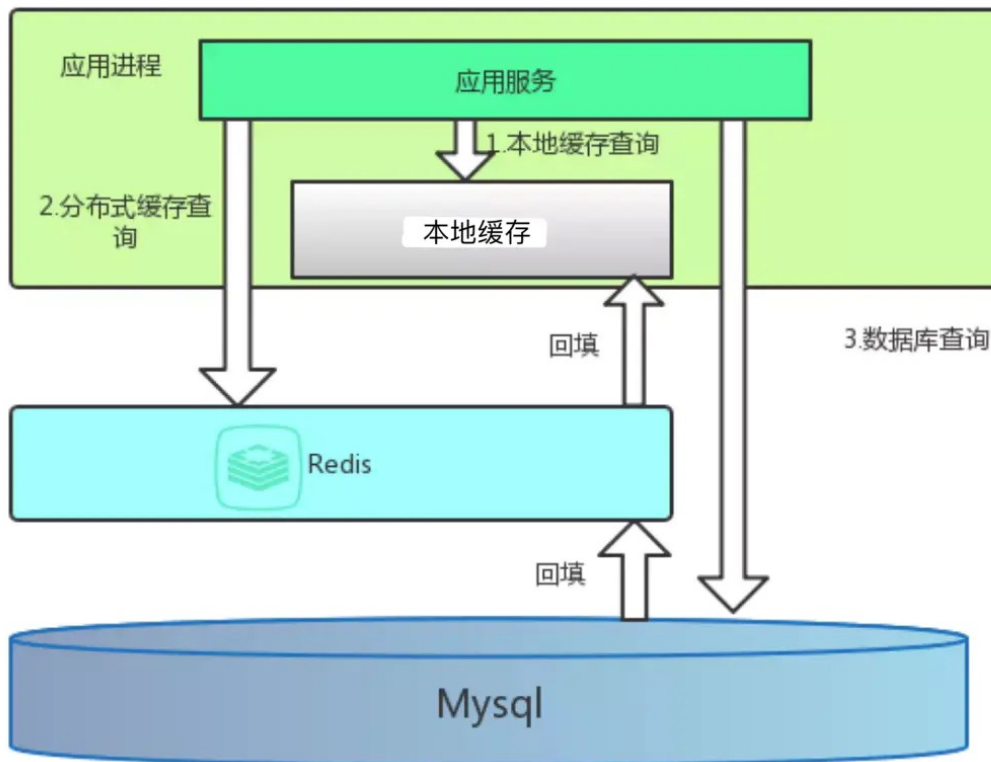 应用进程
应用服务
1.本地缓存查询
2.分布式缓存查
询
本地缓存
回填
3.数据库查询
Redis
回填
Mysql